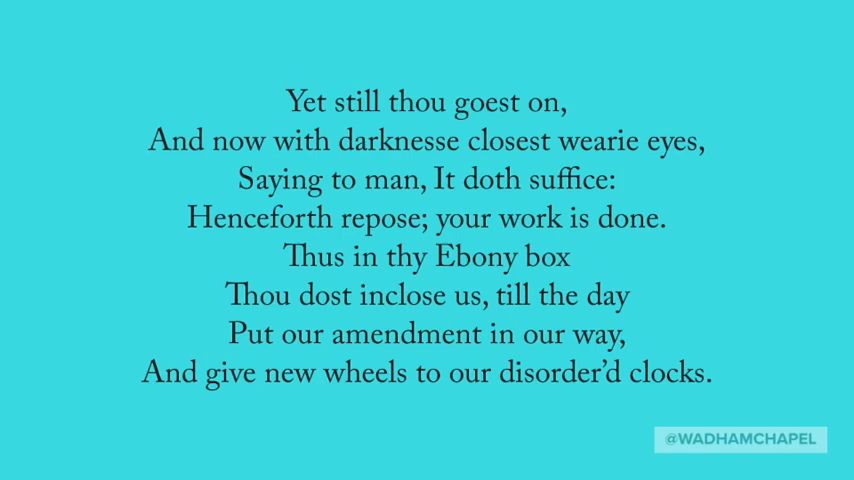 Yet still thou goest on,
And now with darknesse closest wearie eyes,
Saying to man, It doth suffice:
Henceforth repose; your work is done.
Thus in thy Ebony box
Thou dost inclose us, till the day
Put our amendment in our way,
And give new wheels to our disorder’d clocks.
@WADHAMCHAPEL